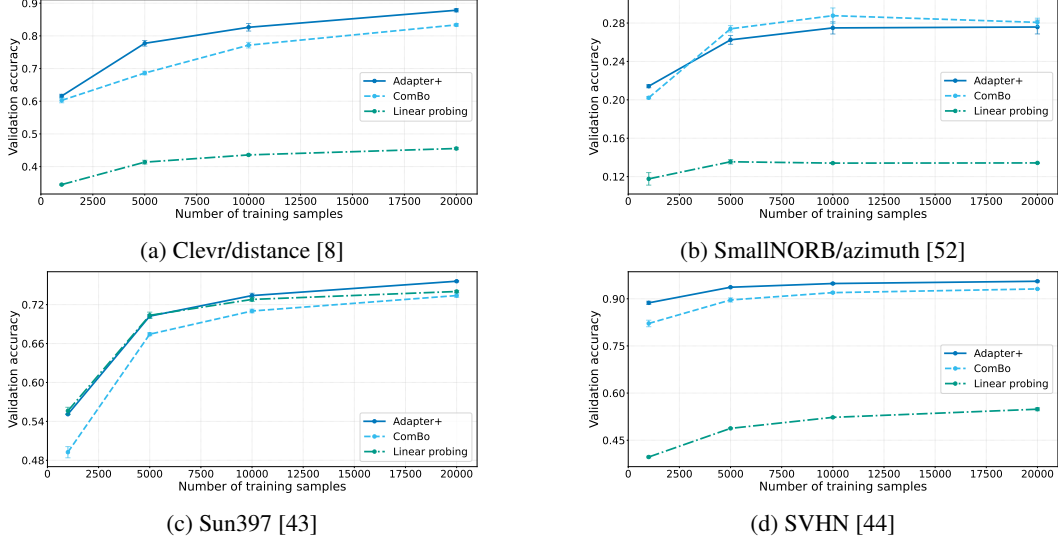 0.9
0.8
0.7
0.6
0.5
0.4
Validation accuracy
0 2500 5000 7500 10000 12500 15000 17500 20000
Number of training samples
Adapter+
ComBo
Linear probing
(a) Clevr/distance [8]
0.28
0.24
0.20
0.16
0.12
Validation accuracy
0 2500 5000 7500 10000 12500 15000 17500 20000
Number of training samples
Adapter+
ComBo
Linear probing
(b) SmallNORB/azimuth [52]
0.72
0.66
0.60
0.54
0.48
Validation accuracy
0 2500 5000 7500 10000 12500 15000 17500 20000
Number of training samples
Adapter+
ComBo
Linear probing
(c) Sun397 [43]
0.90
0.75
0.60
0.45
Validation accuracy
0 2500 5000 7500 10000 12500 15000 17500 20000
Number of training samples
Adapter+
ComBo
Linear probing
(d) SVHN [44]